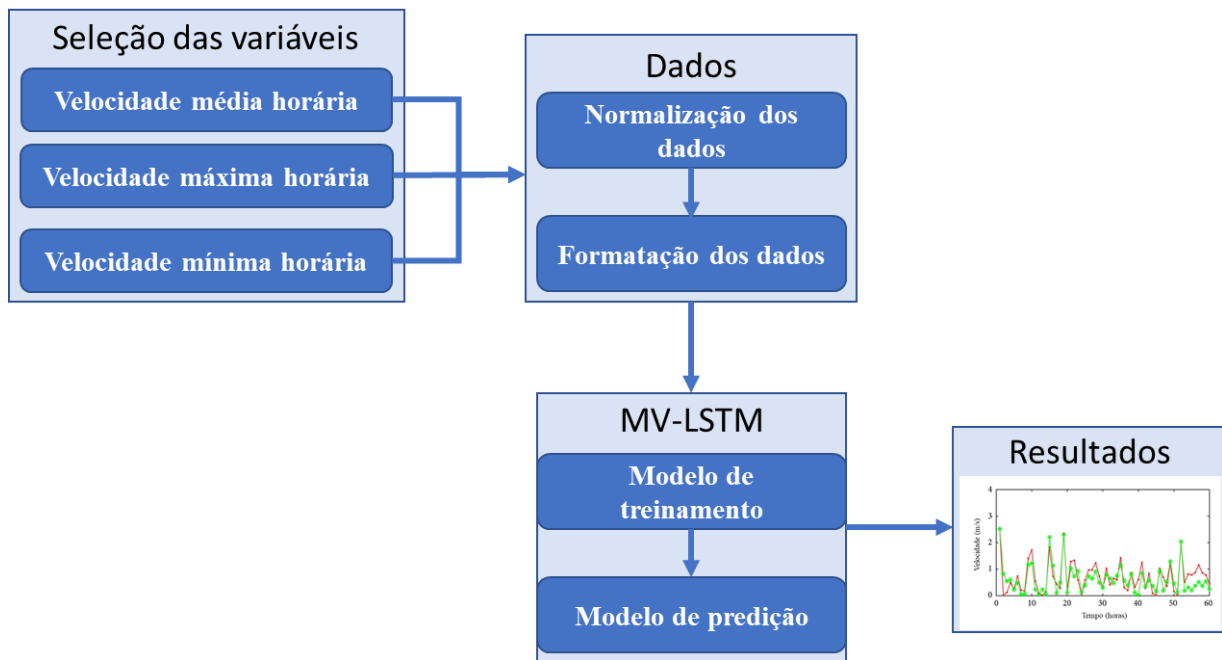 Seleção das variáveis
Velocidade média horária
Velocidade máxima horária
Velocidade mínima horária
Dados
Normalização dos
dados
Formatação dos dados
MV-LSTM
Modelo de
treinamento
Modelo de predição
Resultados
Velocidade (m/s)
4
3
2
1
0
0 10 20 30 40 50 60
Tempo (horas)